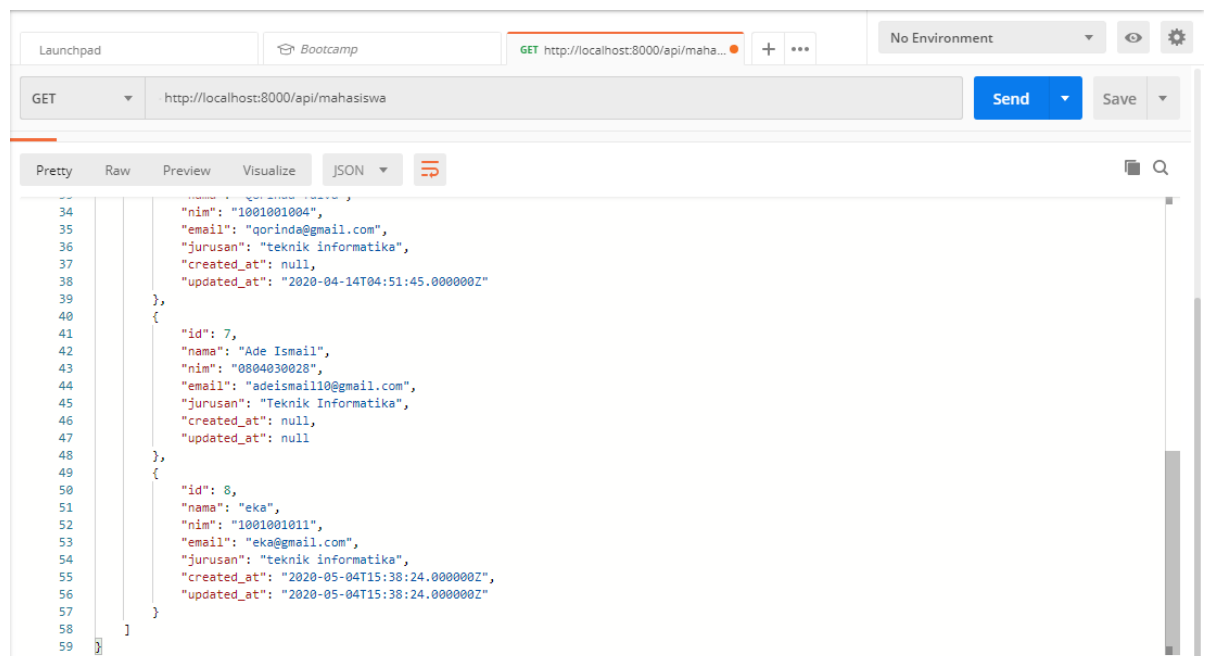 Launchpad
Bootcamp
GET http://localhost:8000/api/maha...
+ •••
No Environment
GET
http://localhost:8000/api/mahasiswa
Send
Save
Pretty Raw Preview Visualize JSON
34 "nim": "1001001004",
35 "email": "qorinda@gmail.com",
36 "jurusan": "teknik informatika",
37 "created_at": null,
38 "updated_at": "2020-04-14T04:51:45.000000Z"
39 },
40 {
41 "id": 7,
42 "nama": "Ade Ismail",
43 "nim": "0804030028",
44 "email": "adeismail10@gmail.com",
45 "jurusan": "Teknik Informatika",
46 "created_at": null,
47 "updated_at": null
48 },
49 {
50 "id": 8,
51 "nama": "eka",
52 "nim": "1001001011",
53 "email": "eka@gmail.com",
54 "jurusan": "teknik informatika",
55 "created_at": "2020-05-04T15:38:24.000000Z",
56 "updated_at": "2020-05-04T15:38:24.000000Z"
57 }
58 ]
59 }